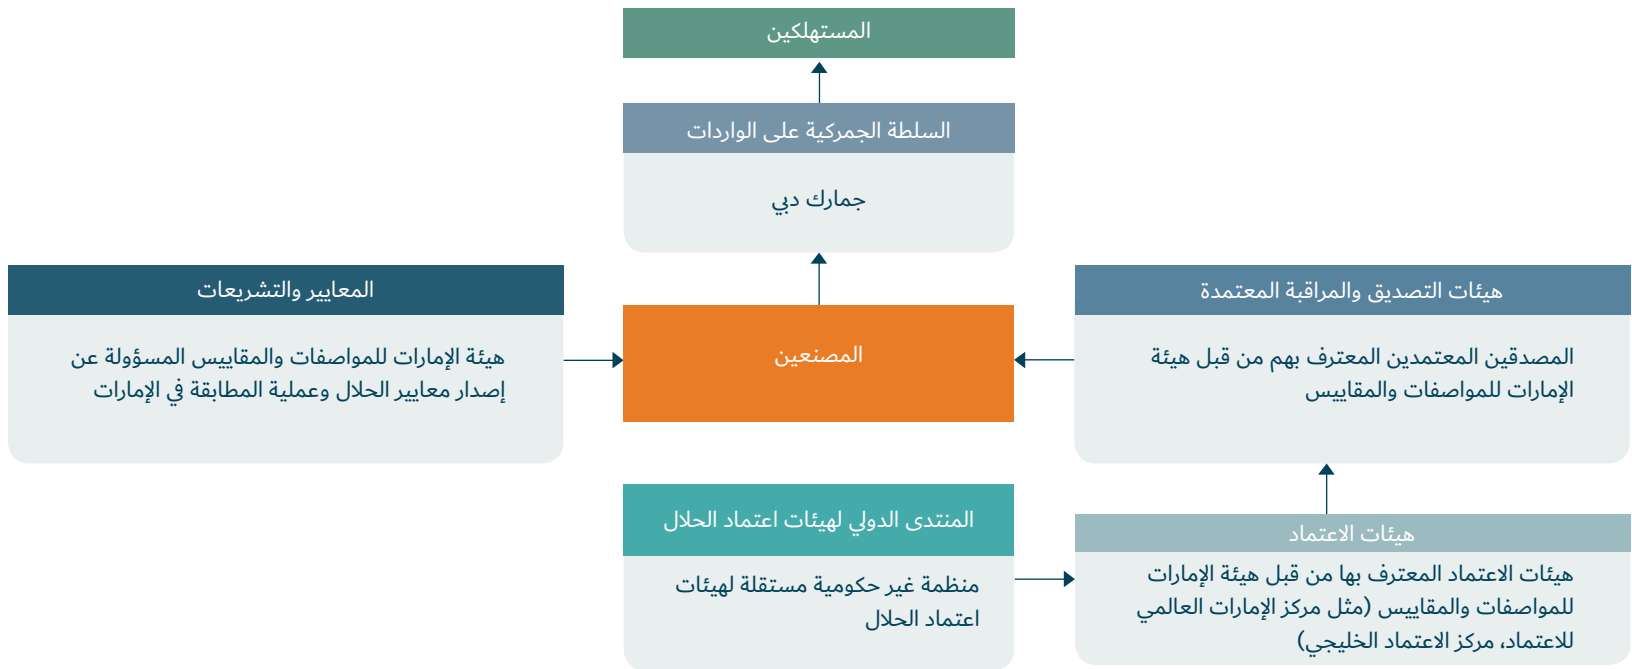 المستهلكين
السلطة الجمركية على الواردات
جمارك دبي
هيئات التصديق والمراقبة المعتمدة
المصدقين المعتمدين المعترف بهم من قبل هيئة
الإمارات للمواصفات والمقاييس
المصنعين
المعايير والتشريعات
هيئة الإمارات للمواصفات والمقاييس المسؤولة عن
إصدار معايير الحلال وعملية المطابقة في الإمارات
هيئات الاعتماد
هيئات الاعتماد المعترف بها من قبل هيئة الإمارات
للمواصفات والمقاييس (مثل مركز الإمارات العالمي
للاعتماد، مركز الاعتماد الخليجي)
المنتدى الدولي لهيئات اعتماد الحلال
منظمة غير حكومية مستقلة لهيئات
اعتماد الحلال